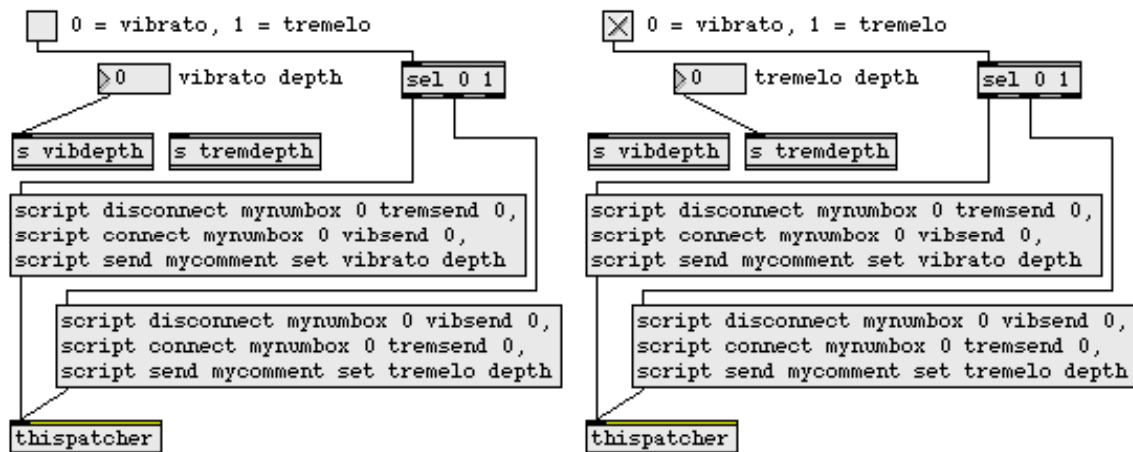 0 = vibrato, 1 = tremelo
0
vibrato depth
sel 0 1
s vibdepth
s tremdepth
script disconnect mynumbox 0 tremsend 0,
script connect mynumbox 0 vibsend 0,
script send mycomment set vibrato depth
script disconnect mynumbox 0 vibsend 0,
script connect mynumbox 0 tremsend 0,
script send mycomment set tremelo depth
thispatcher
0 = vibrato, 1 = tremelo
0
tremelo depth
sel 0 1
s vibdepth
s tremdepth
script disconnect mynumbox 0 tremsend 0,
script connect mynumbox 0 vibsend 0,
script send mycomment set vibrato depth
script disconnect mynumbox 0 vibsend 0,
script connect mynumbox 0 tremsend 0,
script send mycomment set tremelo depth
thispatcher